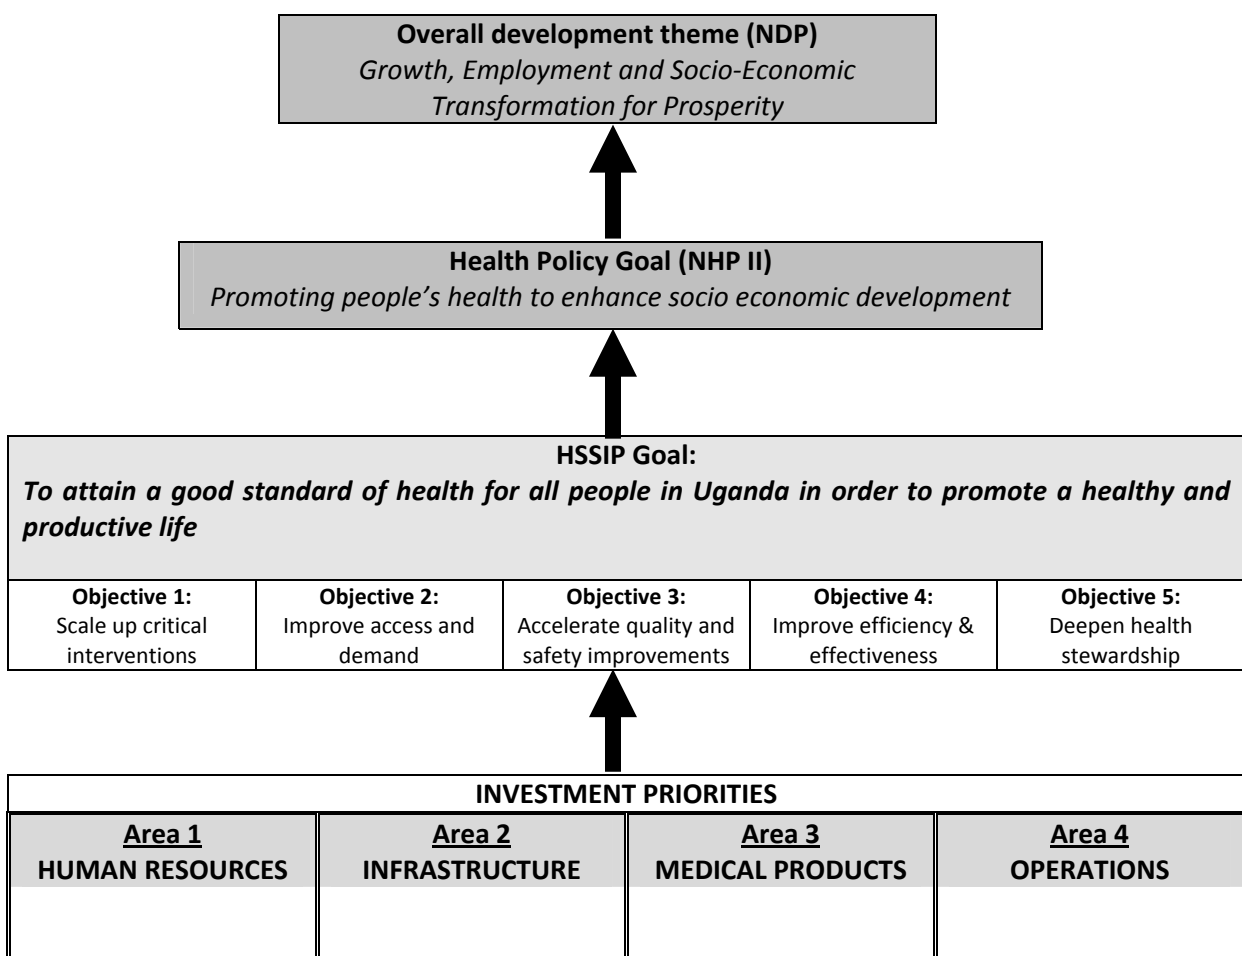 Overall development theme (NDP)
Growth, Employment and Socio-Economic
Transformation for Prosperity
Health Policy Goal (NHP II)
Promoting people’s health to enhance socio economic development
HSSIP Goal:
To attain a good standard of health for all people in Uganda in order to promote a healthy and
productive life
Objective 1:
Scale up critical
interventions
Objective 2:
Improve access and
demand
Objective 3:
Accelerate quality and
safety improvements
Objective 4:
Improve efficiency &
effectiveness
Objective 5:
Deepen health
stewardship
INVESTMENT PRIORITIES
Area 1
HUMAN RESOURCES
Area 2
INFRASTRUCTURE
Area 3
MEDICAL PRODUCTS
Area 4
OPERATIONS